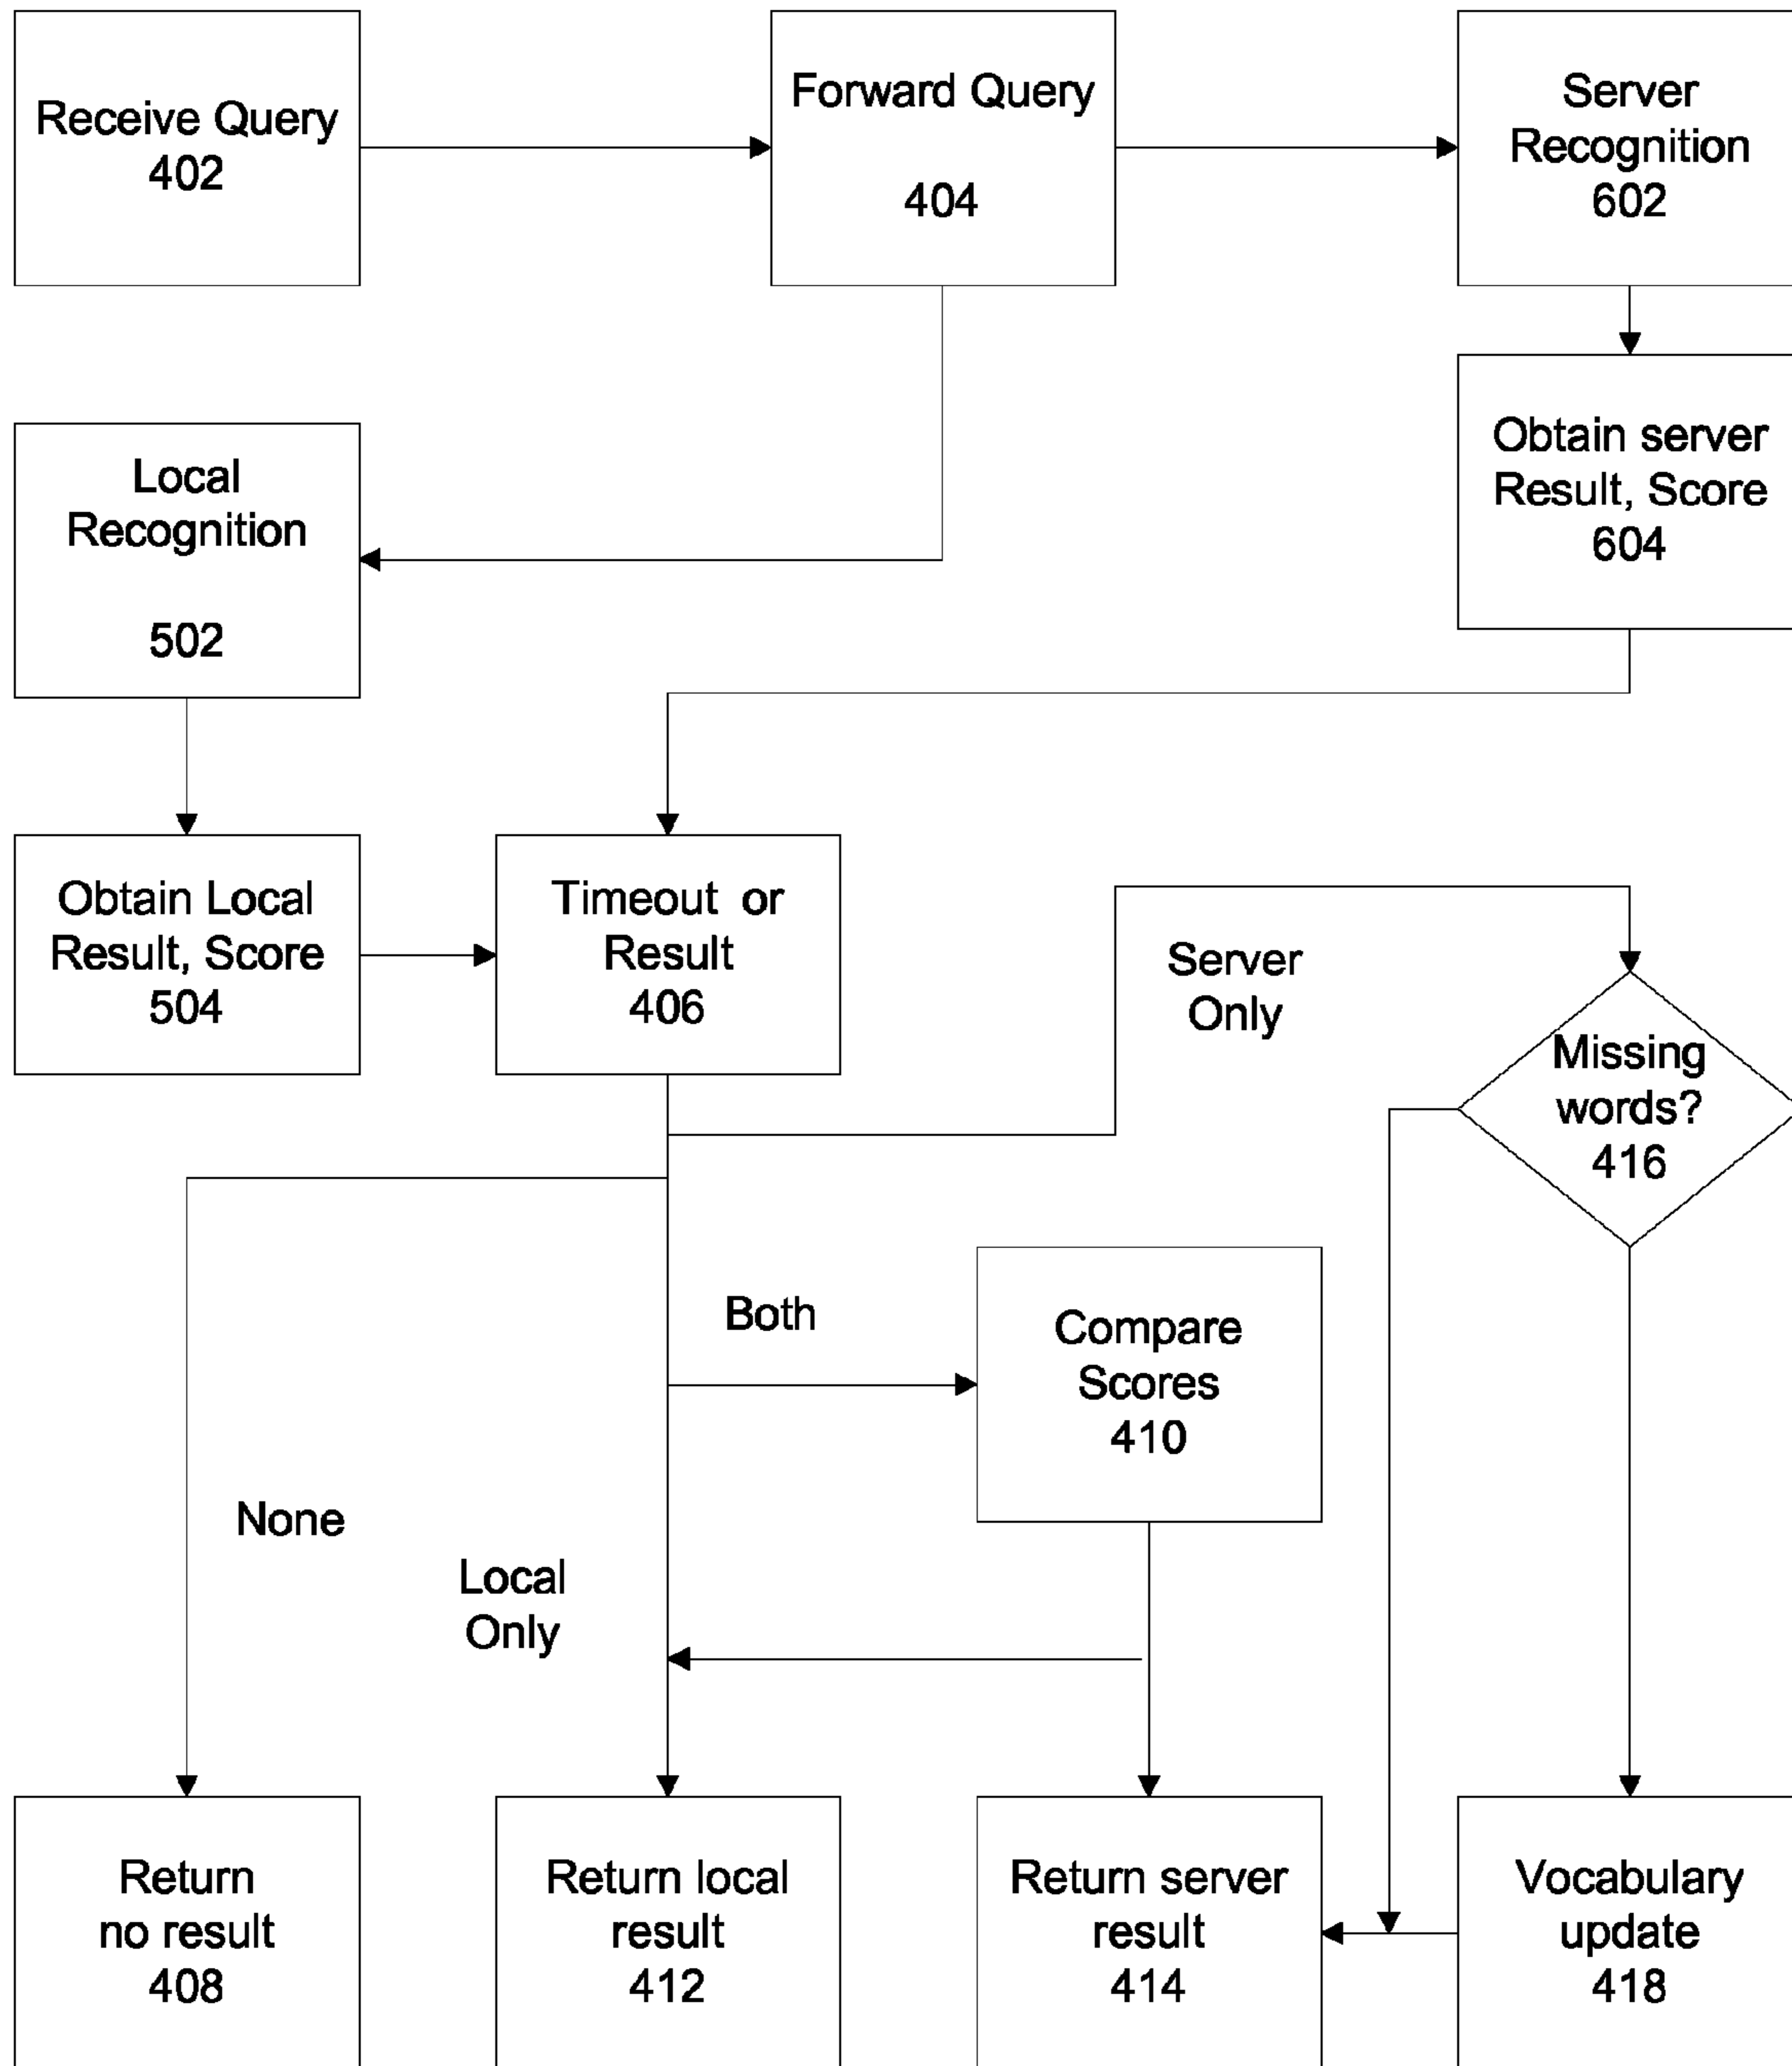 Receive Query
402
Forward Query
404
Server
Recognition
602
Local
Recognition
502
Obtain server
Result, Score
604
Obtain Local
Result, Score
504
Timeout or
Result
406
Server
Only
Missing
words?
416
Both
Compare
Scores
410
None
Local
Only
Return
no result
408
Return local
result
412
Return server
result
414
Vocabulary
update
418